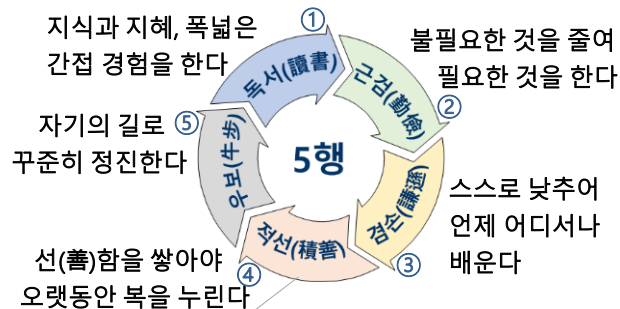 ①
지식과 지혜, 폭넓은
간접 경험을 한다
독서(讀書)
불필요한 것을 줄여
필요한 것을 한다
근검(勤儉)
②
5행
스스로 낮추어
언제 어디서나
배운다
겸손(謙遜)
③
적선(積善)
④
선(善)함을 쌓아야
오랫동안 복을 누린다
우보(牛步)
⑤
자기의 길로
꾸준히 정진한다